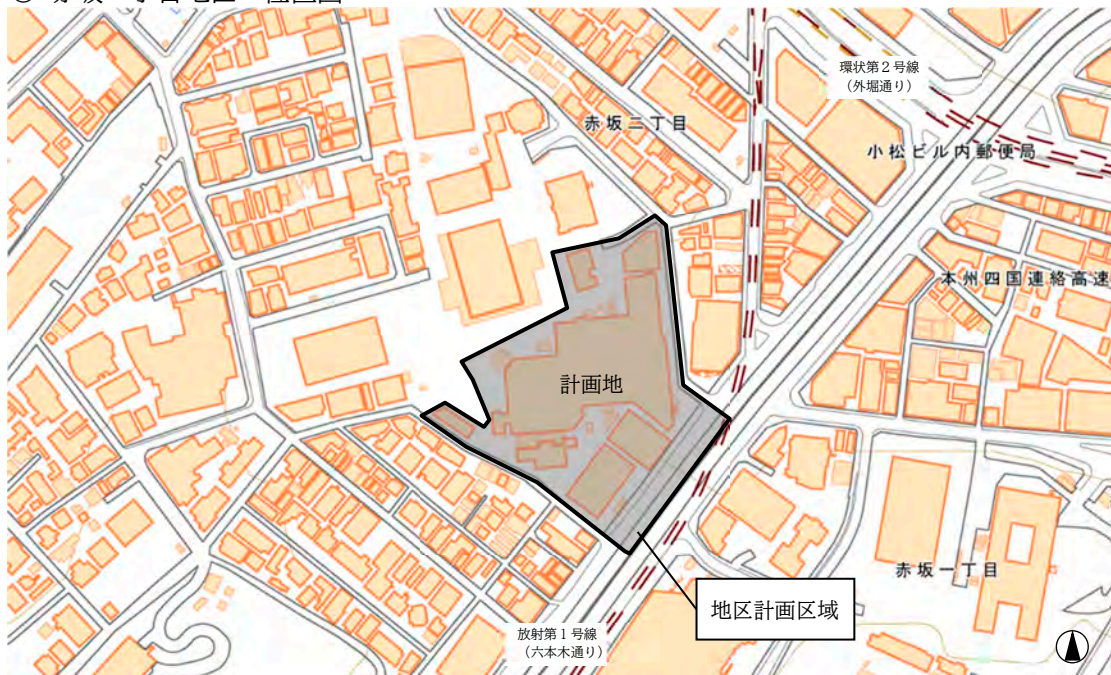 環状第２号線
（外堀通り）
赤坂二丁目
小松ビル内郵便局
本州四国連絡高速
計画地
赤坂一丁目
地区計画区域
放射第１号線
（六本木通り）